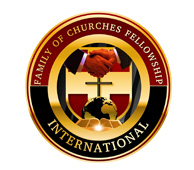 FAMILY OF CHURCHES FELLOWSHIP
INTERNATIONAL